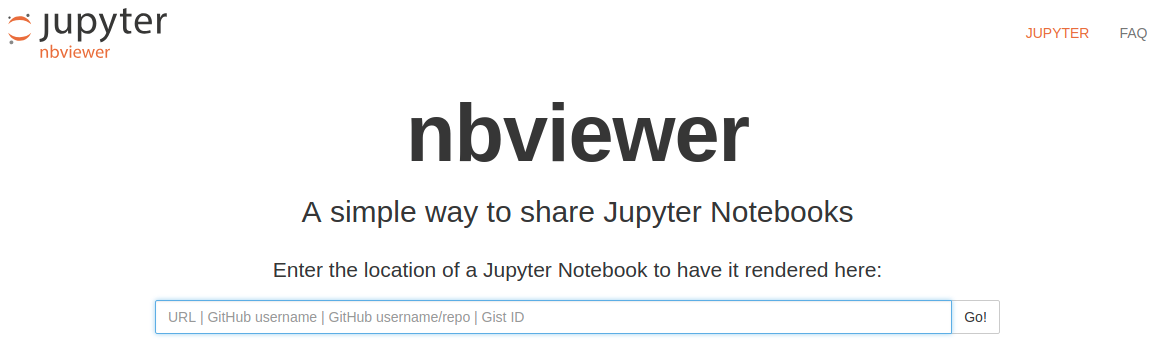 jupyter
nbviewer
JUPYTER
FAQ
nbviewer
A simple way to share Jupyter Notebooks
Enter the location of a Jupyter Notebook to have it rendered here:
URL | GitHub username | GitHub username/repo | Gist ID
Go!